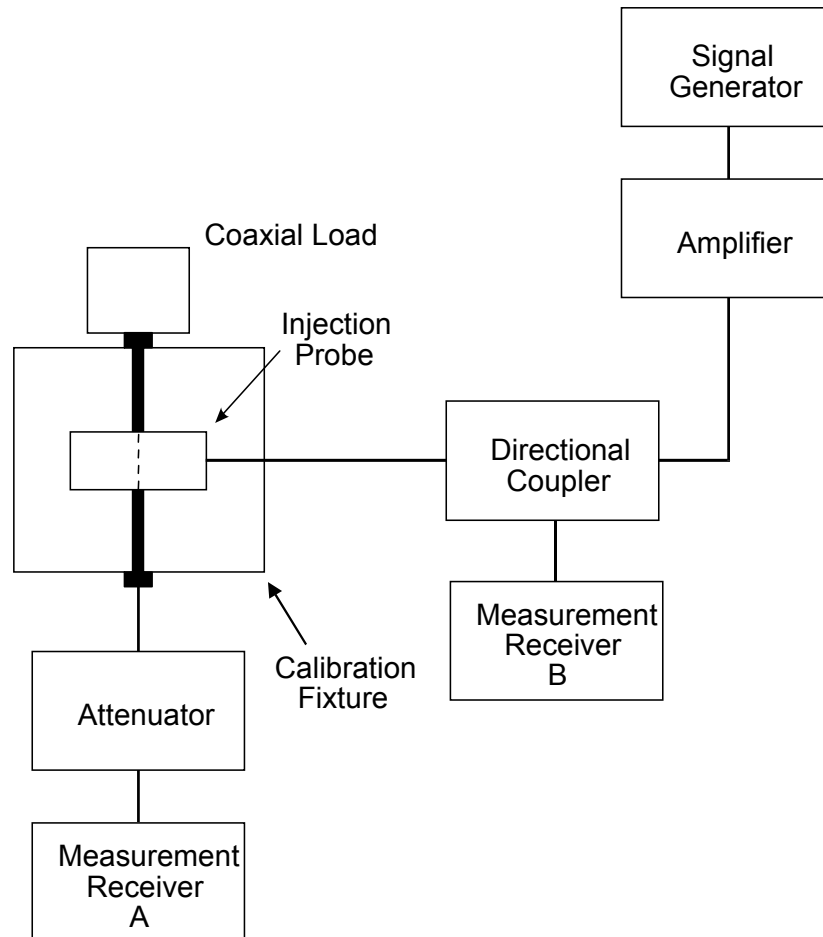 Signal
Generator
Amplifier
Coaxial Load
Injection
Probe
Directional
Coupler
Measurement
Receiver
B
Calibration
Fixture
Attenuator
Measurement
Receiver
A